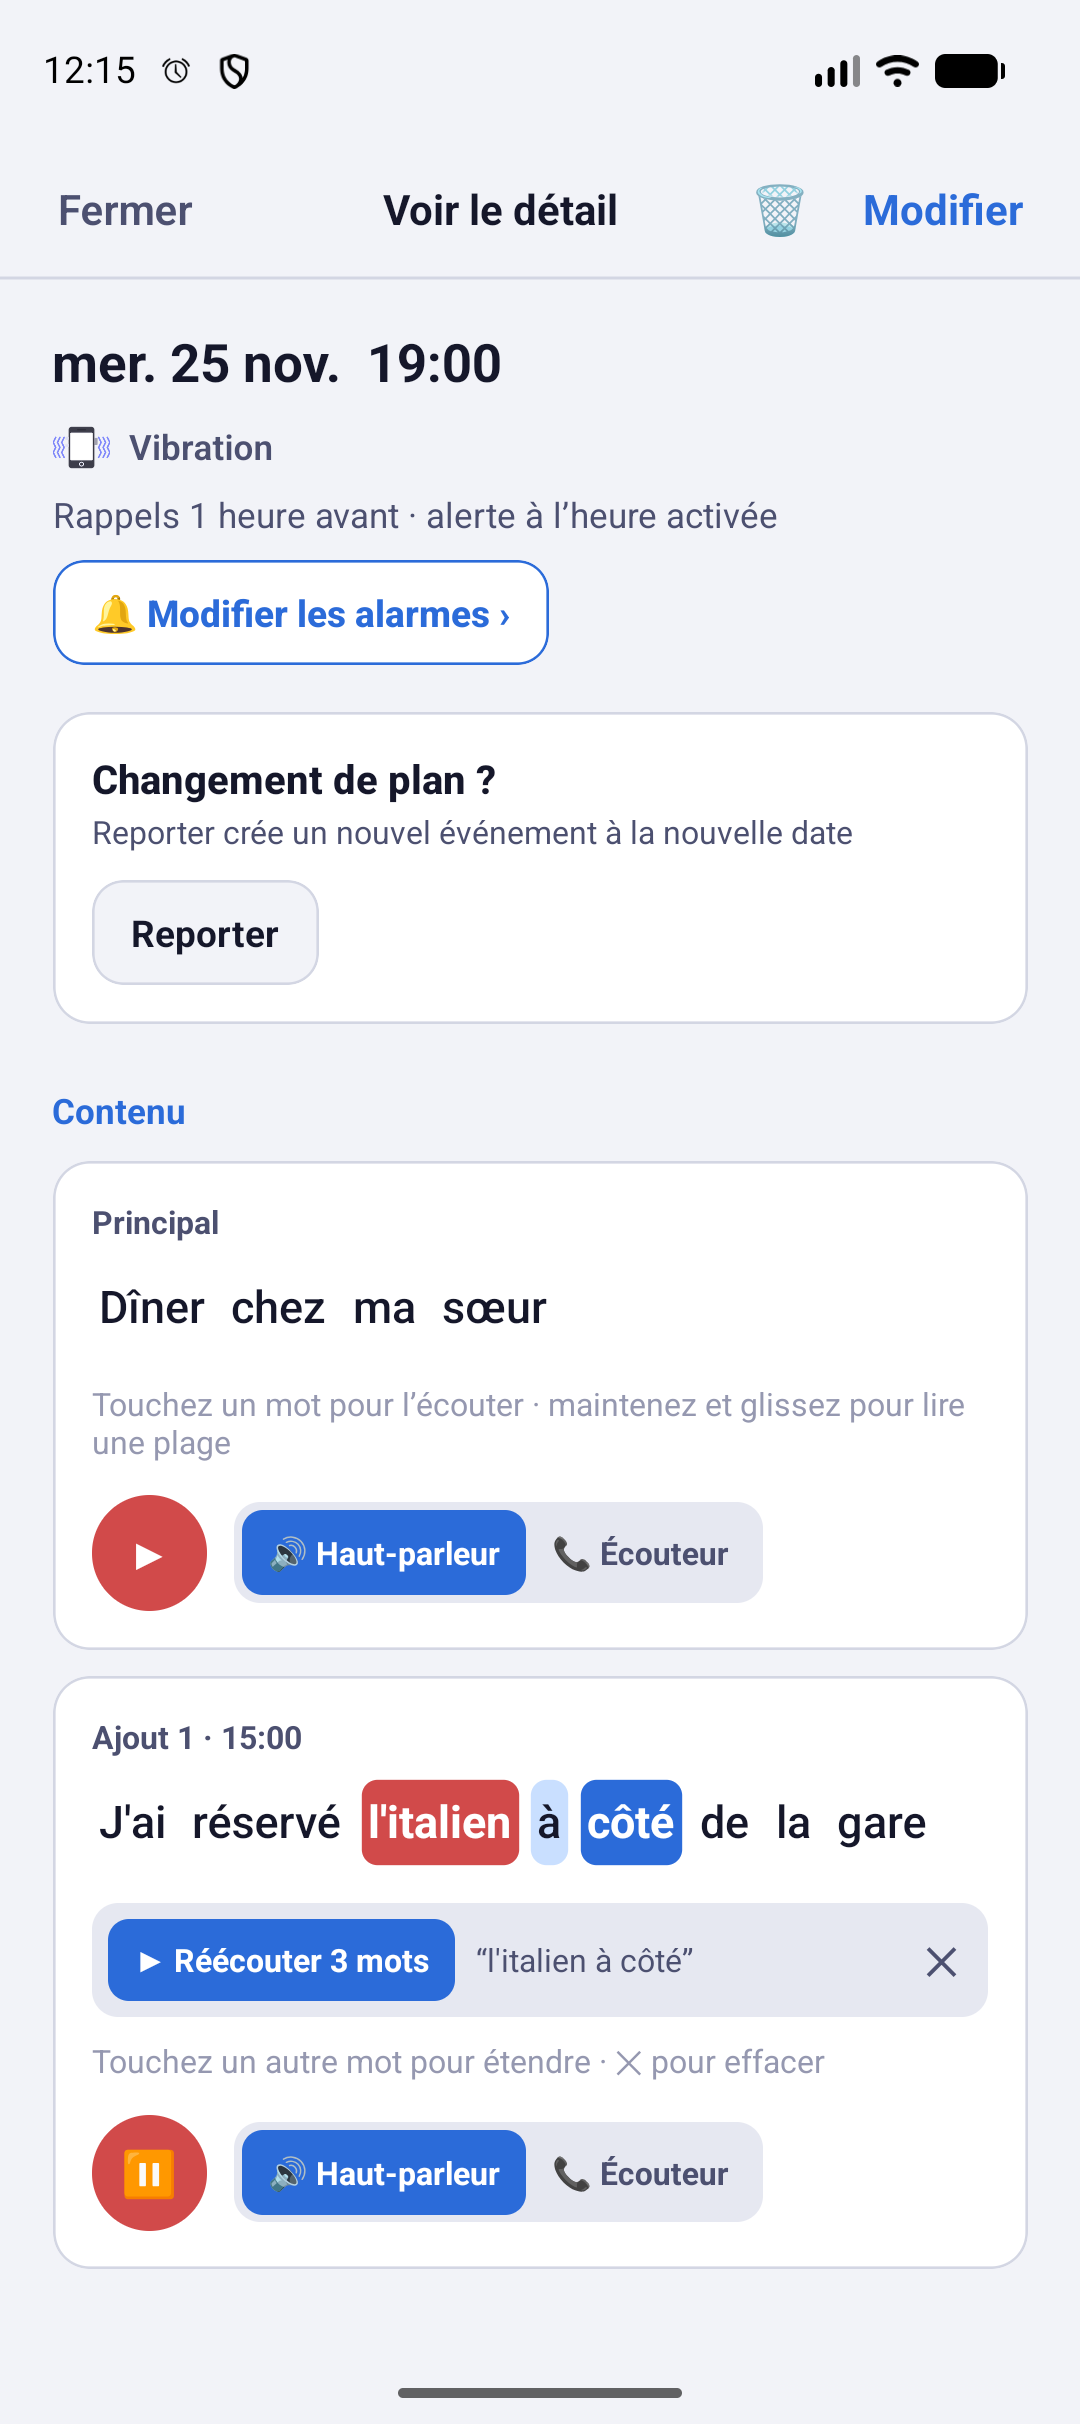 12:15
Fermer
Voir le détail
Modifier
mer. 25 nov. 19:00
Vibration
Rappels 1 heure avant · alerte à l’heure activée
Modifier les alarmes ›
Changement de plan ?
Reporter crée un nouvel événement à la nouvelle date
Reporter
Contenu
Principal
Dîner chez ma sœur
Touchez un mot pour l’écouter · maintenez et glissez pour lire
une plage
Haut-parleur
Écouteur
Ajout 1 · 15:00
J'ai réservé l'italien à côté de la gare
Réécouter 3 mots
“l'italien à côté”
Touchez un autre mot pour étendre · ✕ pour effacer
Haut-parleur
Écouteur